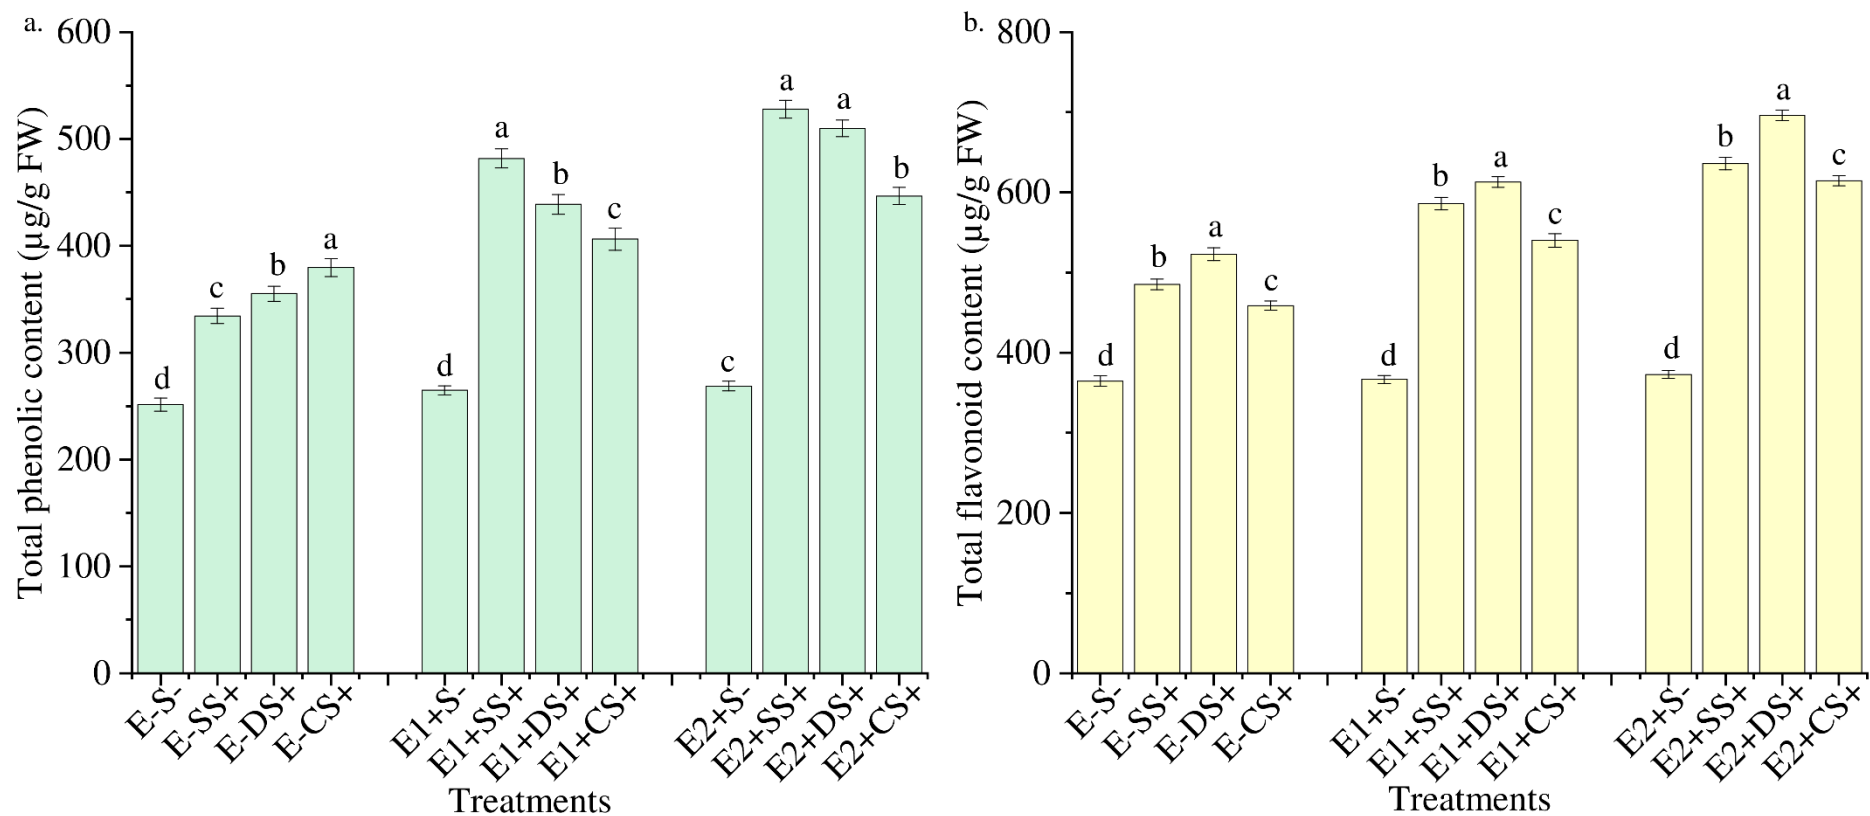 a.
Total phenolic content (µg/g FW)
600
500
400
300
200
100
0
d
c
b
a
d
a
b
c
c
a
a
b
E-S-
E-SS+
E-DS+
E-CS+
E1+S-
E1+SS+
E1+DS+
E1+CS+
E2+S-
E2+SS+
E2+DS+
E2+CS+
Treatments
b.
Total flavonoid content (µg/g FW)
800
600
400
200
0
d
b
a
c
d
b
a
c
d
b
a
c
E-S-
E-SS+
E-DS+
E-CS+
E1+S-
E1+SS+
E1+DS+
E1+CS+
E2+S-
E2+SS+
E2+DS+
E2+CS+
Treatments